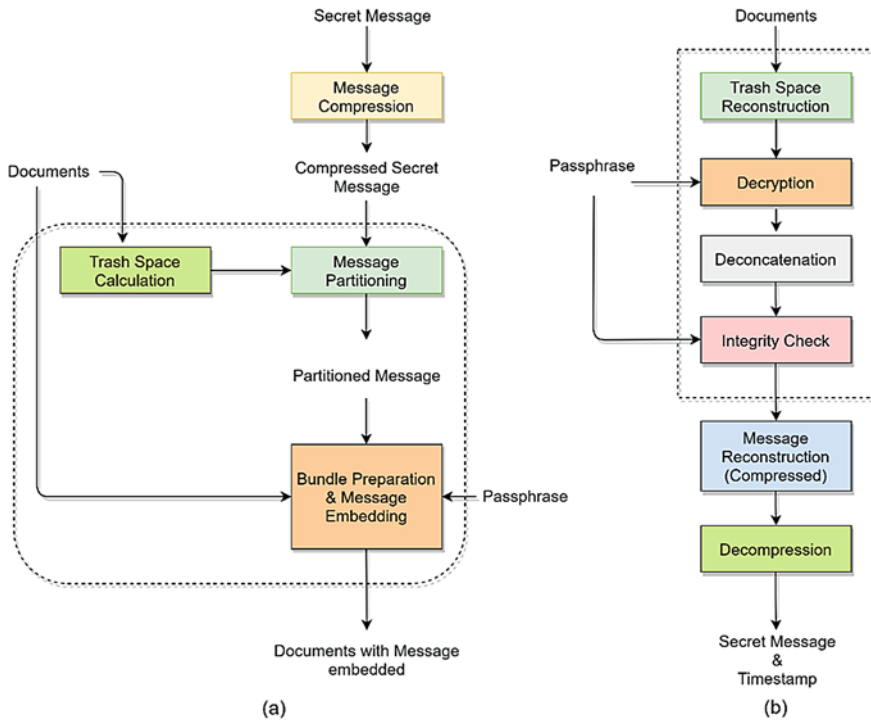 Secret Message
Message
Compression
Compressed Secret
Message
Documents
Trash Space
Calculation
Message
Partitioning
Partitioned Message
Bundle Preparation
& Message
Embedding
Passphrase
Documents with Message
embedded
(a)
Documents
Trash Space
Reconstruction
Passphrase
Decryption
Deconcatenation
Integrity Check
Message
Reconstruction
(Compressed)
Decompression
Secret Message
&
Timestamp
(b)